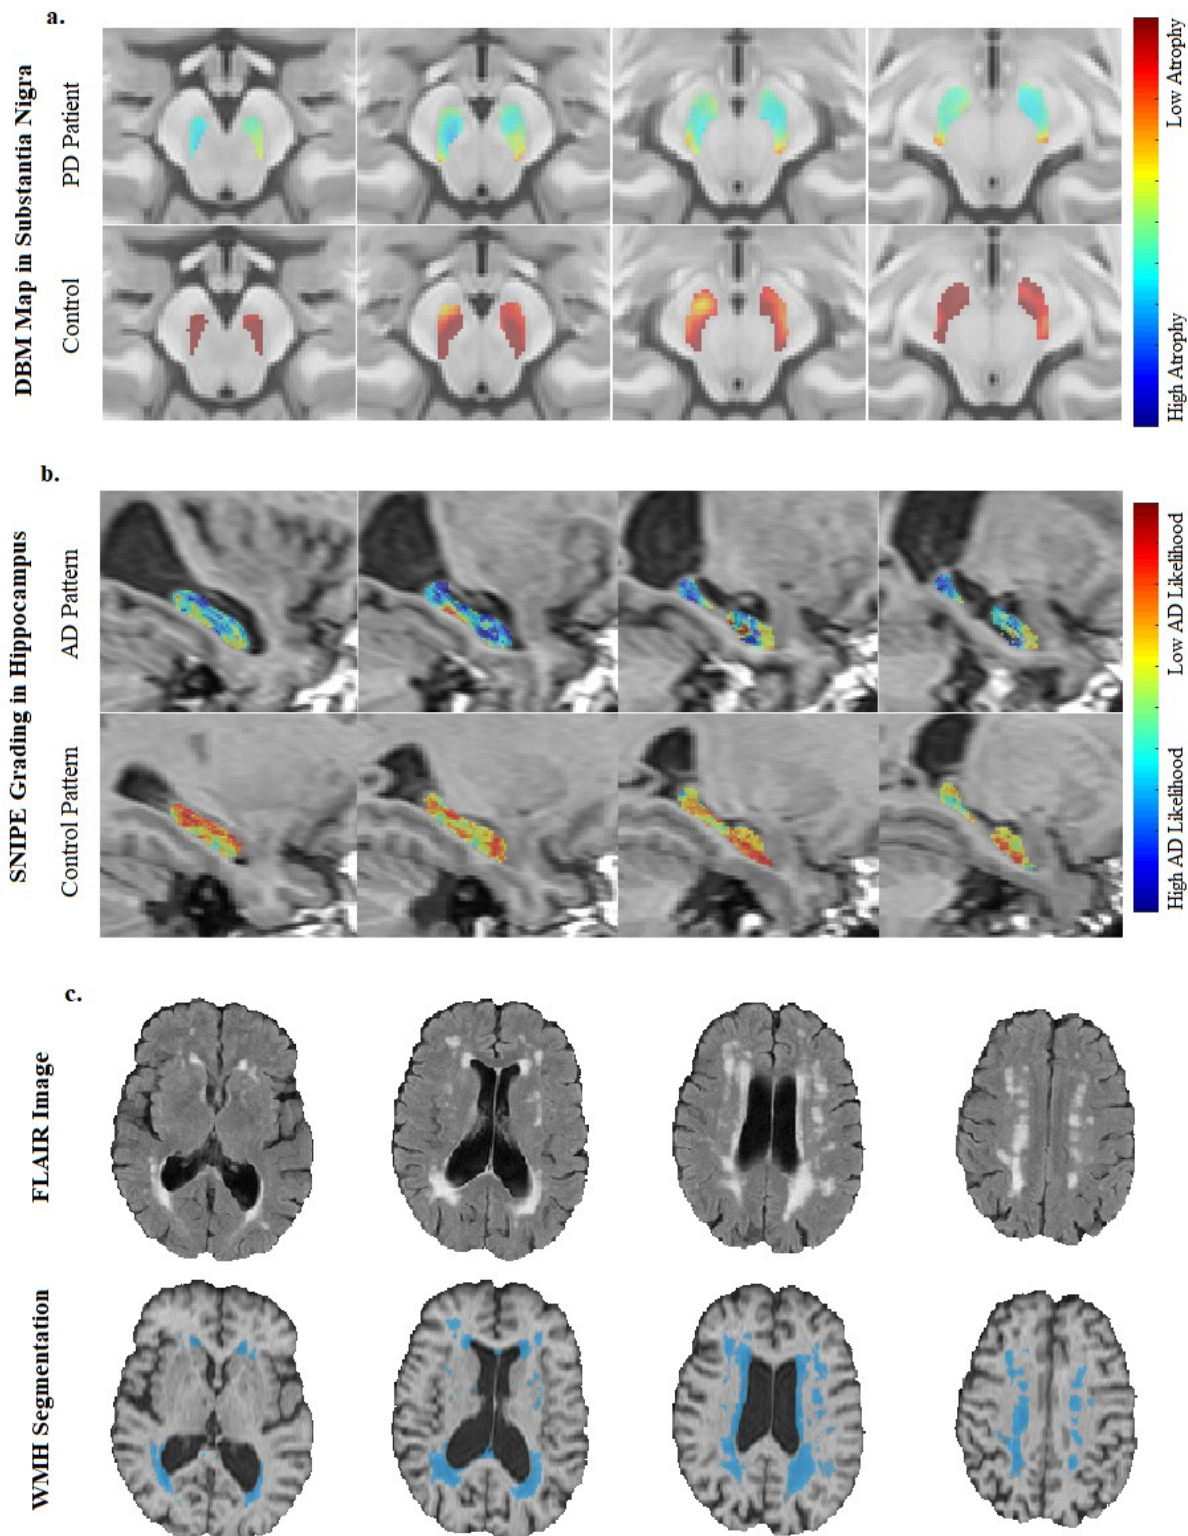 a.
DBM Map in Substantia Nigra
PD Patient
Control
Low Atrophy
High Atrophy
b.
SNIPE Grading in Hippocampus
AD Pattern
Control Pattern
Low AD Likelihood
High AD Likelihood
c.
FLAIR Image
WMH Segmentation